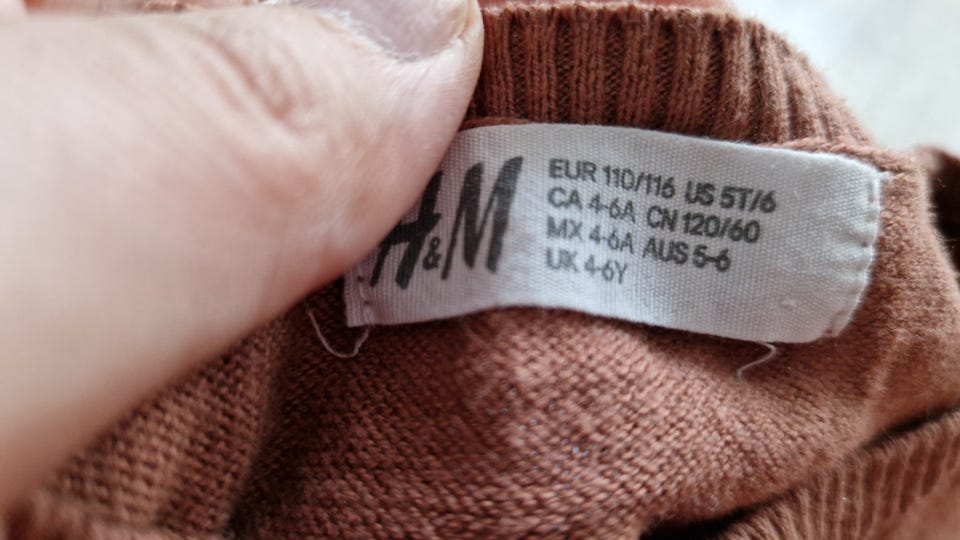 H&M
EUR 110/116 US 5T/6
CA 4-6A CN 120/60
MX 4-6A AUS 5-6
UK 4-6Y